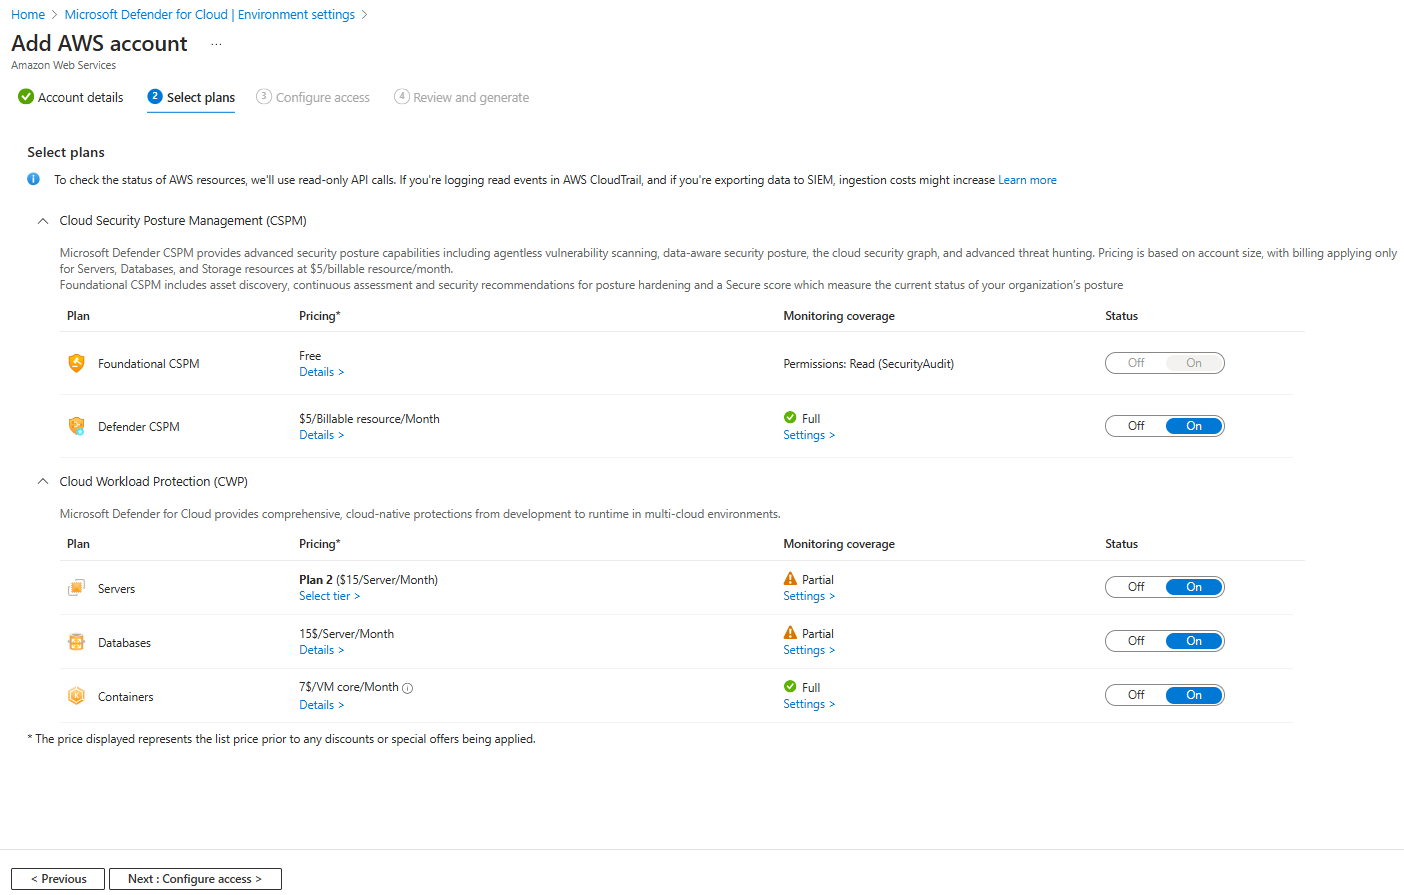 Home > Microsoft Defender for Cloud | Environment settings >
Add AWS account ...
Amazon Web Services
Account details
2 Select plans
3 Configure access
4 Review and generate
Select plans
To check the status of AWS resources, we'll use read-only API calls. If you're logging read events in AWS CloudTrail, and if you're exporting data to SIEM, ingestion costs might increase Learn more
Cloud Security Posture Management (CSPM)
Microsoft Defender CSPM provides advanced security posture capabilities including agentless vulnerability scanning, data-aware security posture, the cloud security graph, and advanced threat hunting. Pricing is based on account size, with billing applying only
for Servers, Databases, and Storage resources at $5/billable resource/month.
Foundational CSPM includes asset discovery, continuous assessment and security recommendations for posture hardening and a Secure score which measure the current status of your organization's posture
Plan Pricing* Monitoring coverage Status
Foundational CSPM
Free
Details >
Permissions: Read (SecurityAudit)
Off On
Defender CSPM
$5/Billable resource/Month
Details >
Full
Settings >
Off On
Cloud Workload Protection (CWP)
Microsoft Defender for Cloud provides comprehensive, cloud-native protections from development to runtime in multi-cloud environments.
Plan Pricing* Monitoring coverage Status
Servers
Plan 2 ($15/Server/Month)
Select tier >
Partial
Settings >
Off On
Databases
15$/Server/Month
Details >
Partial
Settings >
Off On
Containers
7$/VM core/Month
Details >
Full
Settings >
Off On
* The price displayed represents the list price prior to any discounts or special offers being applied.
< Previous
Next : Configure access >